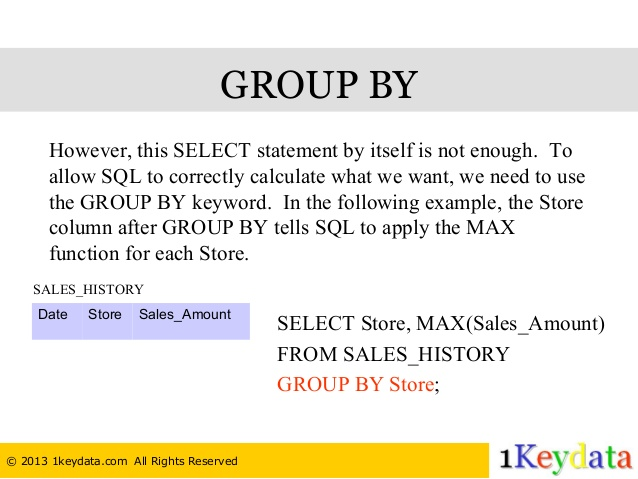 GROUP BY
However, this SELECT statement by itself is not enough.  To
allow SQL to correctly calculate what we want, we need to use
the GROUP BY keyword.  In the following example, the Store
column after GROUP BY tells SQL to apply the MAX
function for each Store.
SALES_HISTORY
Date Store Sales_Amount
SELECT Store, MAX(Sales_Amount)
FROM SALES_HISTORY
GROUP BY Store;
© 2013 1keydata.com  All Rights Reserved
1Keydata